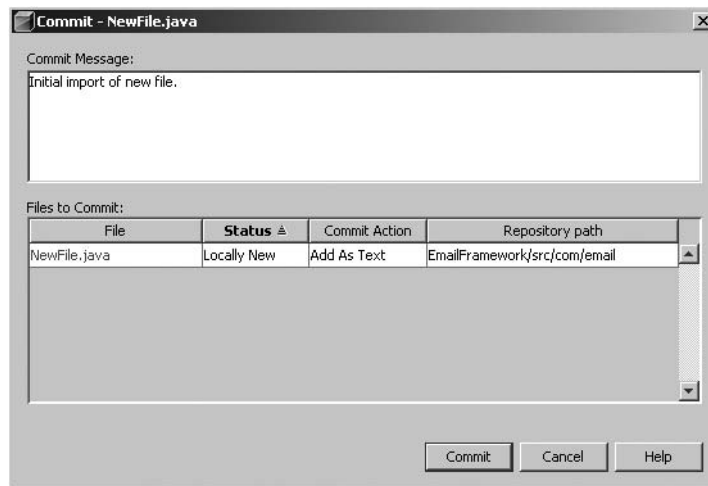 Commit - NewFile.java
Commit Message:
Initial import of new file.
Files to Commit:
File Status Commit Action Repository path
NewFile.java Locally New Add As Text EmailFramework/src/com/email
Commit Cancel Help